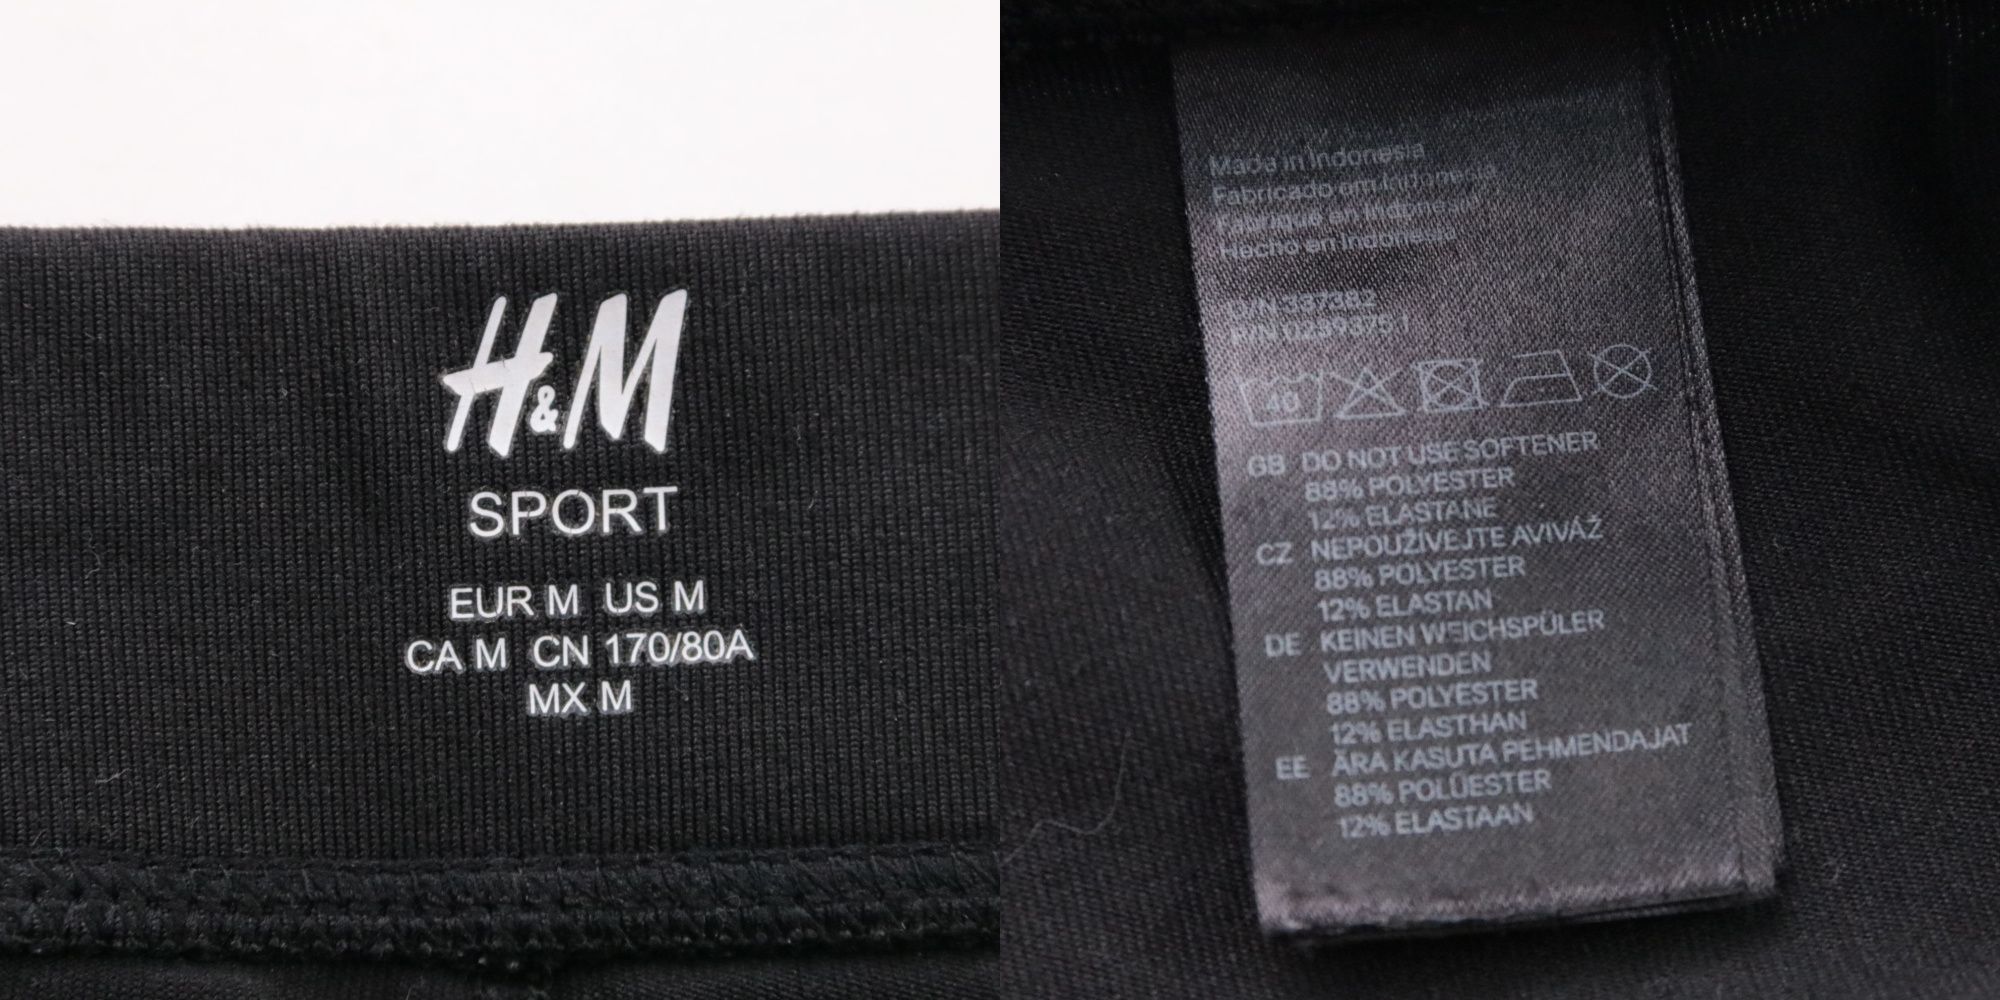 H&M
SPORT
EUR M US M
CA M CN 170/80A
MX M
Made in Indonesia
Fabricado em Indonesia
Fabriqué en Indonesie
Hecho en Indonesia
40
GB DO NOT USE SOFTENER
88% POLYESTER
12% ELASTANE
CZ NEPOUŽÍVEJTE AVIVÁŽ
88% POLYESTER
12% ELASTAN
DE KEINEN WEICHSPÜLER
VERWENDEN
88% POLYESTER
12% ELASTHAN
EE ÄRA KASUTA PEHMENDAJAT
88% POLÜESTER
12% ELASTAAN